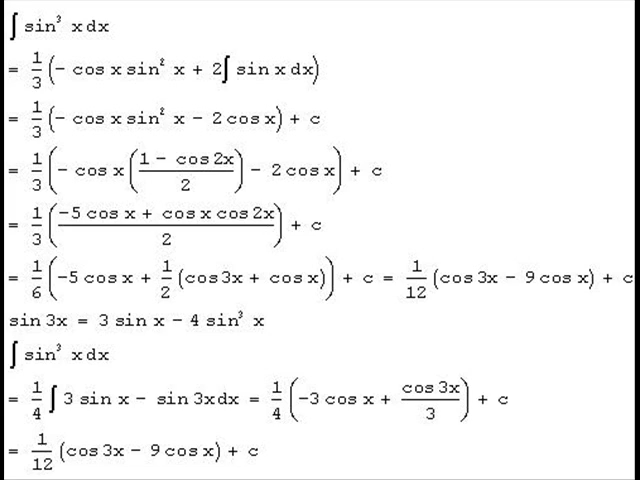 ∫ sin³ x dx
= 1/3 (− cos x sin² x + 2∫ sin x dx)
= 1/3 (− cos x sin² x − 2 cos x) + c
= 1/3 (− cos x ((1 − cos 2x)/2) − 2 cos x) + c
= 1/3 ((−5 cos x + cos x cos 2x)/2) + c
= 1/6 (−5 cos x + 1/2 (cos 3x + cos x)) + c = 1/12 (cos 3x − 9 cos x) + c
sin 3x = 3 sin x − 4 sin³ x
∫ sin³ x dx
= 1/4 ∫ 3 sin x − sin 3x dx = 1/4 (−3 cos x + cos 3x/3) + c
= 1/12 (cos 3x − 9 cos x) + c